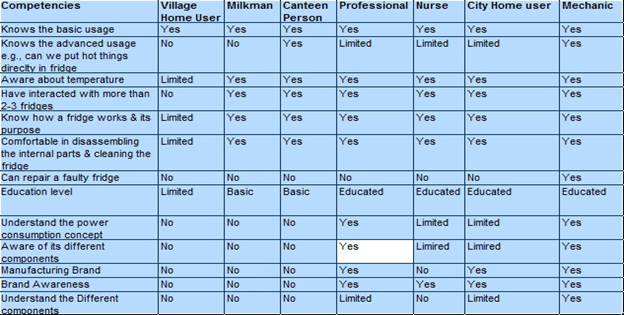 Competencies Village Milkman Canteen Professional Nurse City Home user Mechanic
Home User Person
Knows the basic usage Yes Yes Yes Yes Yes Yes Yes
Knows the advanced usage No No Yes Limited Limited Limited Yes
e.g., can we put hot things
direclty in fridge
Aware about temperature Limited Yes Yes Yes Yes Yes Yes
Have interacted with more than No Yes Yes Yes Yes Yes Yes
2-3 fridges
Know how a fridge works & its Limited Yes Yes Yes Yes Yes Yes
purpose
Comfortable in disassembling Limited Yes Yes Yes Yes Yes Yes
the internal parts & cleaning the
fridge
Can repair a faulty fridge No No No No No No Yes
Education level Limited Basic Basic Educated Educated Educated Educated
Understand the power No No No Yes Limited Limited Yes
consumption concept
Aware of its different No No No Yes Limired Limired Yes
components
Manufacturing Brand No No No Yes No Yes Yes
Brand Awareness No No No Yes Yes Yes Yes
Understand the Different No No No Limited No Limited Yes
components